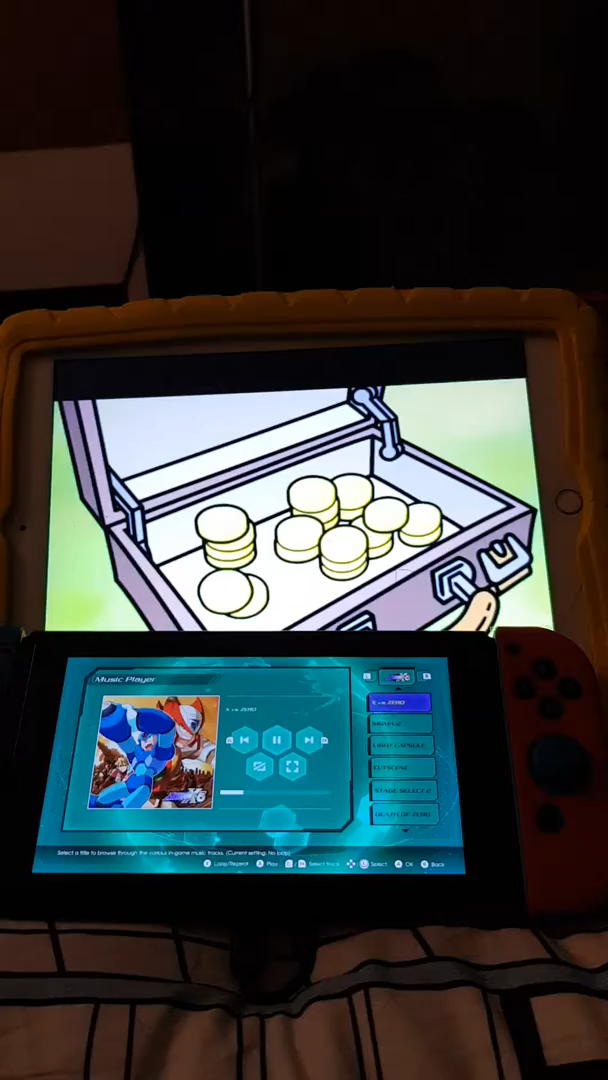 Music Player
X vs. ZERO
X6
X vs. ZERO
SIGMA 2
LIGHT CAPSULE
CUTSCENE
STAGE SELECT 2
DEATH OF ZERO
Select a title to browse through the various in-game music tracks. (Current setting: No loop)
Loop/Repeat Play Select track Select OK Back